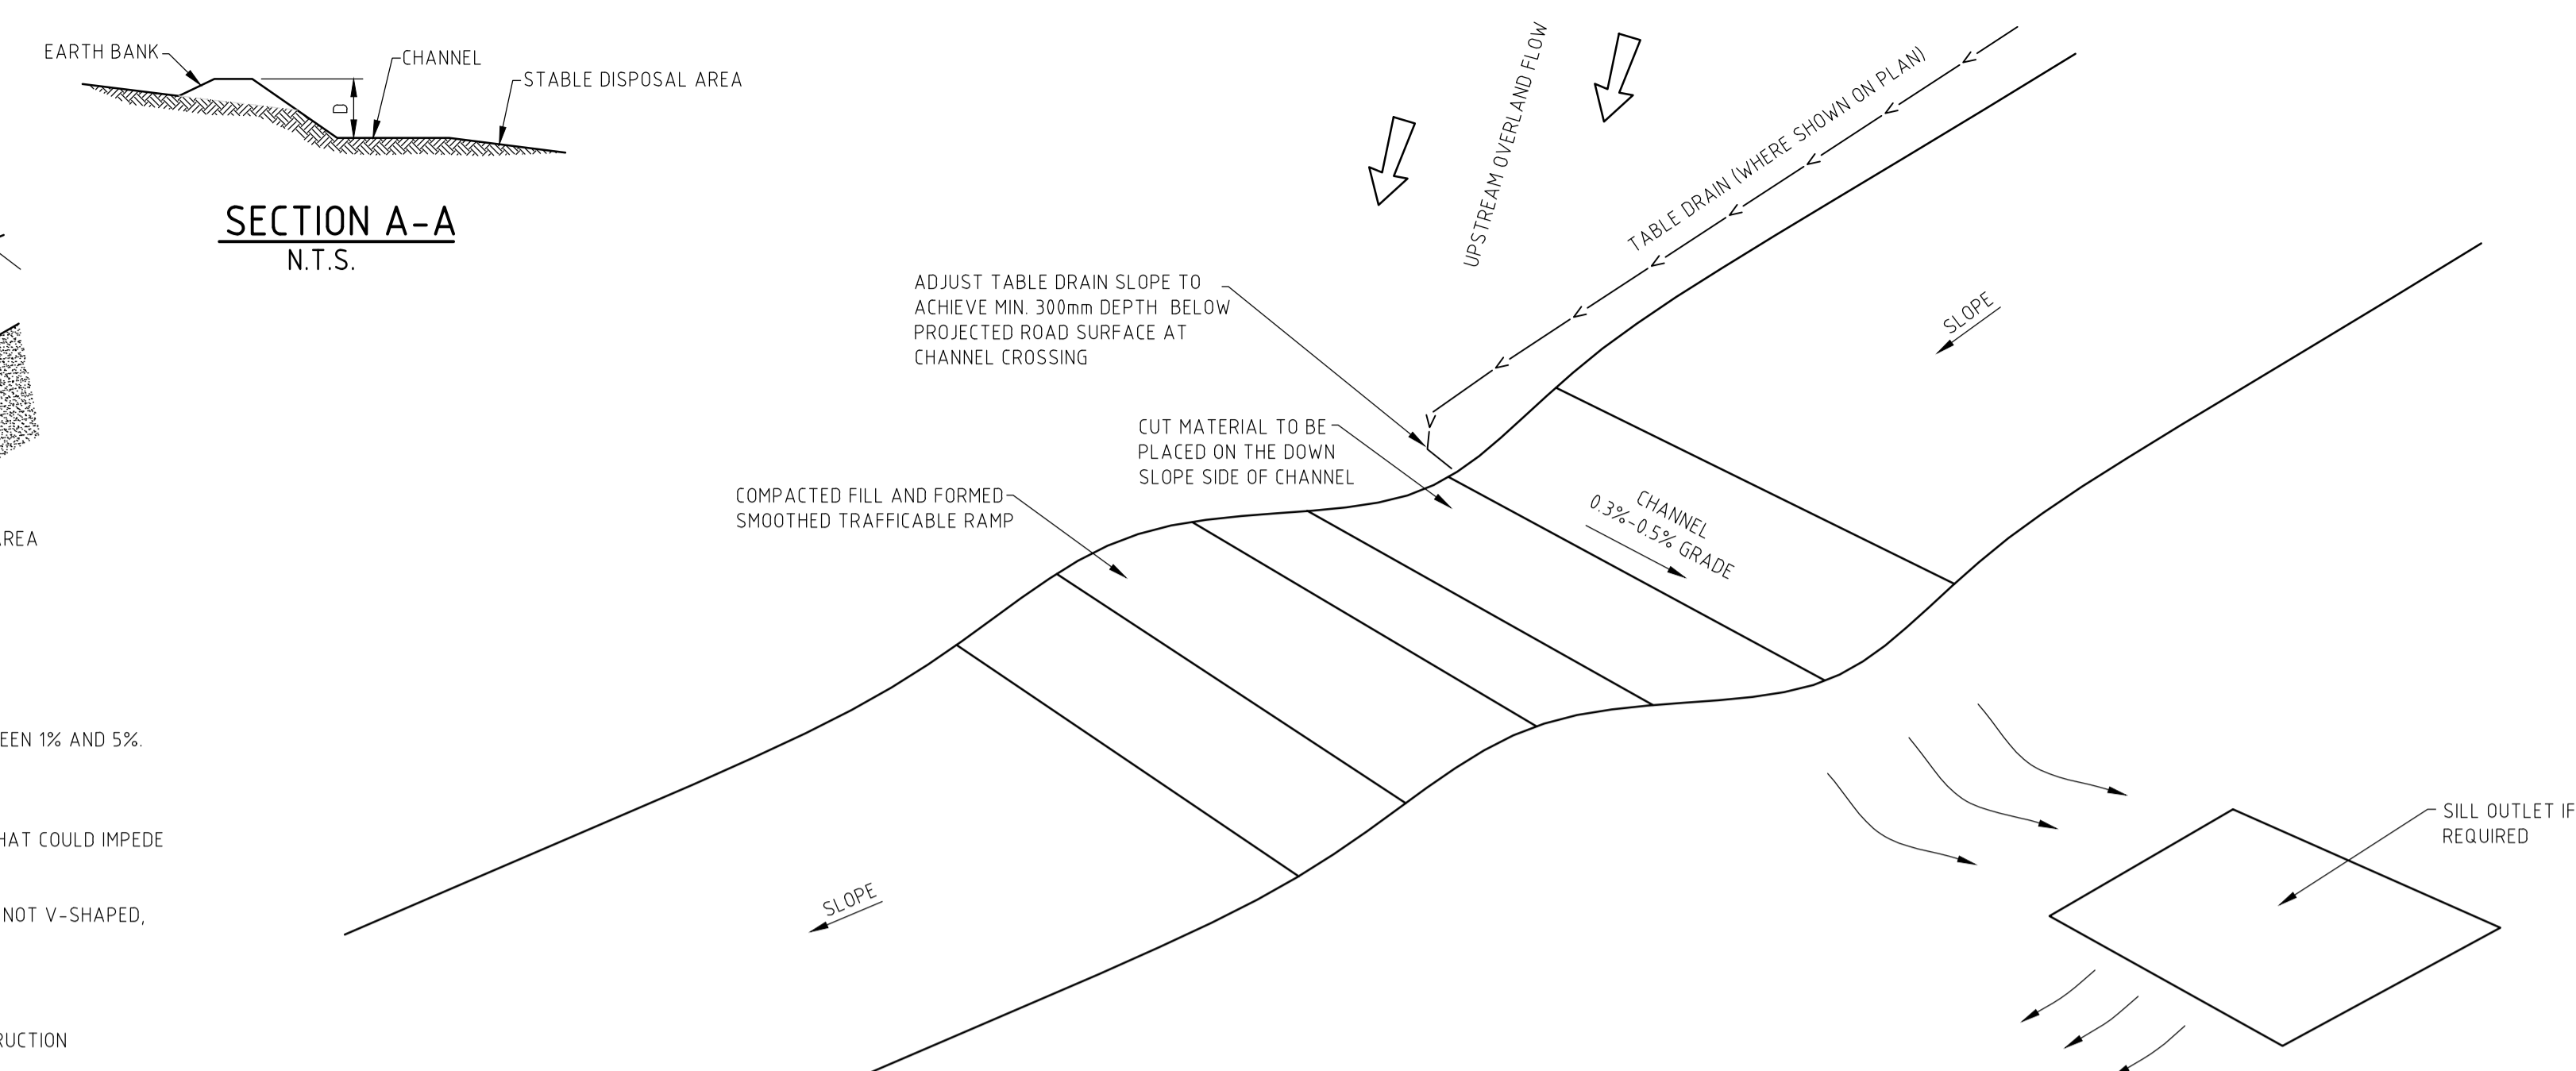 EARTH BANK
CHANNEL
STABLE DISPOSAL AREA
D
SECTION A-A
N.T.S.
UPSTREAM OVERLAND FLOW
TABLE DRAIN (WHERE SHOWN ON PLAN)
ADJUST TABLE DRAIN SLOPE TO
ACHIEVE MIN. 300mm DEPTH BELOW
PROJECTED ROAD SURFACE AT
CHANNEL CROSSING
SLOPE
CUT MATERIAL TO BE
PLACED ON THE DOWN
SLOPE SIDE OF CHANNEL
COMPACTED FILL AND FORMED
SMOOTHED TRAFFICABLE RAMP
CHANNEL
0.3%-0.5% GRADE
SLOPE
SILL OUTLET IF
REQUIRED
REA
EEN 1% AND 5%.
HAT COULD IMPEDE
NOT V-SHAPED,
RUCTION